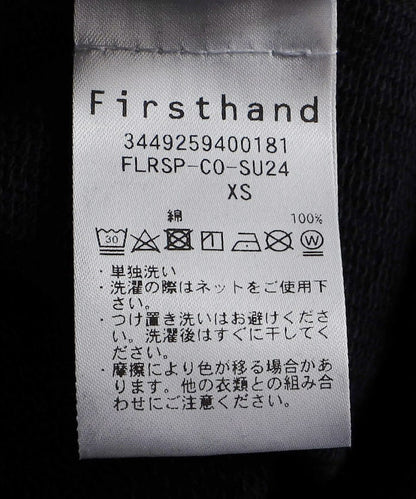 Firsthand
3449259400181
FLRSP-CO-SU24
XS
綿 100%
30 W
・単独洗い
・洗濯の際はネットをご使用下
さい。
・つけ置き洗いはお避けくださ
い。洗濯後はすぐに干してく
ださい。
・摩擦により色が移る場合があ
ります。他の衣類との組み合
わせにご注意ください。